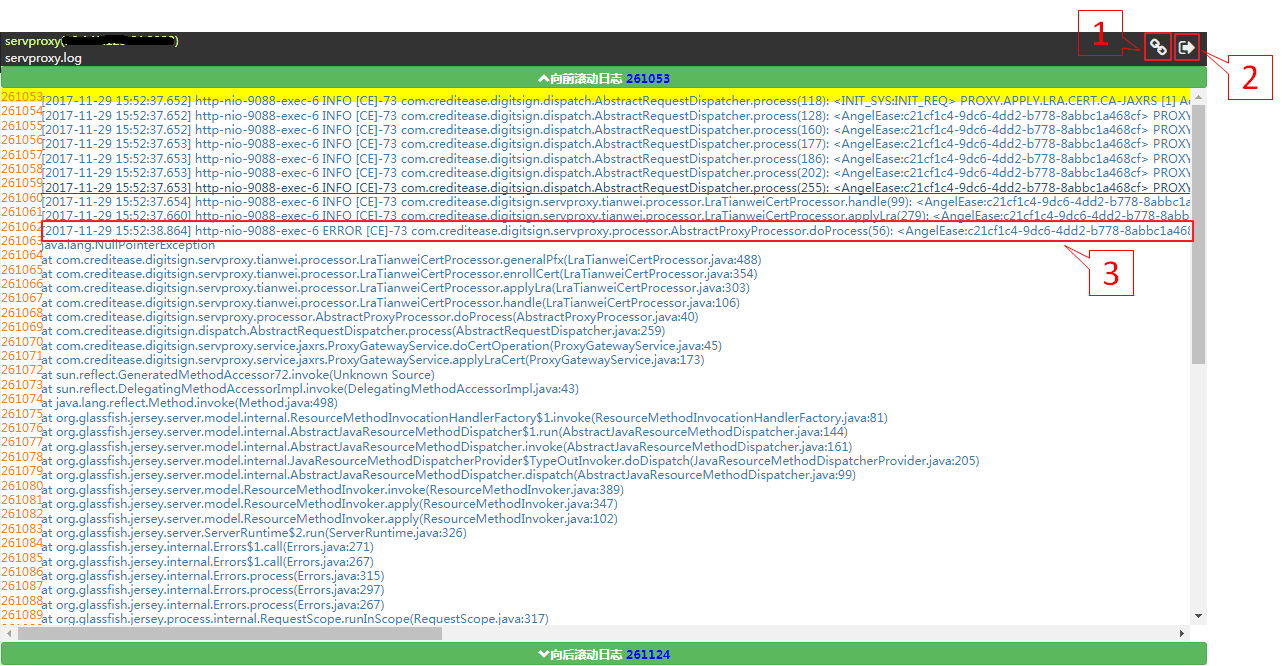 servproxy(
servproxy.log
1
2
向前滚动日志 261053
261053 [2017-11-29 15:52:37.652] http-nio-9088-exec-6 INFO [CE]-73 com.creditease.digitsign.dispatch.AbstractRequestDispatcher.process(118): <INIT_SYS:INIT_REQ> PROXY.APPLY.LRA.CERT.CA-JAXRS [1] A
261054 [2017-11-29 15:52:37.652] http-nio-9088-exec-6 INFO [CE]-73 com.creditease.digitsign.dispatch.AbstractRequestDispatcher.process(128): <AngelEase:c21cf1c4-9dc6-4dd2-b778-8abbc1a468cf> PROXY
261055 [2017-11-29 15:52:37.652] http-nio-9088-exec-6 INFO [CE]-73 com.creditease.digitsign.dispatch.AbstractRequestDispatcher.process(160): <AngelEase:c21cf1c4-9dc6-4dd2-b778-8abbc1a468cf> PROXY
261056 [2017-11-29 15:52:37.653] http-nio-9088-exec-6 INFO [CE]-73 com.creditease.digitsign.dispatch.AbstractRequestDispatcher.process(177): <AngelEase:c21cf1c4-9dc6-4dd2-b778-8abbc1a468cf> PROXY
261057 [2017-11-29 15:52:37.653] http-nio-9088-exec-6 INFO [CE]-73 com.creditease.digitsign.dispatch.AbstractRequestDispatcher.process(186): <AngelEase:c21cf1c4-9dc6-4dd2-b778-8abbc1a468cf> PROXY
261058 [2017-11-29 15:52:37.653] http-nio-9088-exec-6 INFO [CE]-73 com.creditease.digitsign.dispatch.AbstractRequestDispatcher.process(202): <AngelEase:c21cf1c4-9dc6-4dd2-b778-8abbc1a468cf> PROXY
261059 [2017-11-29 15:52:37.653] http-nio-9088-exec-6 INFO [CE]-73 com.creditease.digitsign.dispatch.AbstractRequestDispatcher.process(255): <AngelEase:c21cf1c4-9dc6-4dd2-b778-8abbc1a468cf> PROXY
261060 [2017-11-29 15:52:37.654] http-nio-9088-exec-6 INFO [CE]-73 com.creditease.digitsign.servproxy.tianwei.processor.LraTianweiCertProcessor.handle(99): <AngelEase:c21cf1c4-9dc6-4dd2-b778-8abbc1a
261061 [2017-11-29 15:52:37.660] http-nio-9088-exec-6 INFO [CE]-73 com.creditease.digitsign.servproxy.tianwei.processor.LraTianweiCertProcessor.applyLra(279): <AngelEase:c21cf1c4-9dc6-4dd2-b778-8abb
261062 [2017-11-29 15:52:38.864] http-nio-9088-exec-6 ERROR [CE]-73 com.creditease.digitsign.servproxy.processor.AbstractProxyProcessor.doProcess(56): <AngelEase:c21cf1c4-9dc6-4dd2-b778-8abbc1a468
261063 java.lang.NullPointerException
261064 at com.creditease.digitsign.servproxy.tianwei.processor.LraTianweiCertProcessor.generalPfx(LraTianweiCertProcessor.java:488)
3
261065 at com.creditease.digitsign.servproxy.tianwei.processor.LraTianweiCertProcessor.enrollCert(LraTianweiCertProcessor.java:354)
261066 at com.creditease.digitsign.servproxy.tianwei.processor.LraTianweiCertProcessor.applyLra(LraTianweiCertProcessor.java:303)
261067 at com.creditease.digitsign.servproxy.tianwei.processor.LraTianweiCertProcessor.handle(LraTianweiCertProcessor.java:106)
261068 at com.creditease.digitsign.servproxy.processor.AbstractProxyProcessor.doProcess(AbstractProxyProcessor.java:40)
261069 at com.creditease.digitsign.dispatch.AbstractRequestDispatcher.process(AbstractRequestDispatcher.java:259)
261070 at com.creditease.digitsign.servproxy.service.jaxrs.ProxyGatewayService.doCertOperation(ProxyGatewayService.java:45)
261071 at com.creditease.digitsign.servproxy.service.jaxrs.ProxyGatewayService.applyLraCert(ProxyGatewayService.java:173)
261072 at sun.reflect.GeneratedMethodAccessor72.invoke(Unknown Source)
261073 at sun.reflect.DelegatingMethodAccessorImpl.invoke(DelegatingMethodAccessorImpl.java:43)
261074 at java.lang.reflect.Method.invoke(Method.java:498)
261075 at org.glassfish.jersey.server.model.internal.ResourceMethodInvocationHandlerFactory$1.invoke(ResourceMethodInvocationHandlerFactory.java:81)
261076 at org.glassfish.jersey.server.model.internal.AbstractJavaResourceMethodDispatcher$1.run(AbstractJavaResourceMethodDispatcher.java:144)
261077 at org.glassfish.jersey.server.model.internal.AbstractJavaResourceMethodDispatcher.invoke(AbstractJavaResourceMethodDispatcher.java:161)
261078 at org.glassfish.jersey.server.model.internal.JavaResourceMethodDispatcherProvider$TypeOutInvoker.doDispatch(JavaResourceMethodDispatcherProvider.java:205)
261079 at org.glassfish.jersey.server.model.internal.AbstractJavaResourceMethodDispatcher.dispatch(AbstractJavaResourceMethodDispatcher.java:99)
261080 at org.glassfish.jersey.server.model.ResourceMethodInvoker.invoke(ResourceMethodInvoker.java:389)
261081 at org.glassfish.jersey.server.model.ResourceMethodInvoker.apply(ResourceMethodInvoker.java:347)
261082 at org.glassfish.jersey.server.model.ResourceMethodInvoker.apply(ResourceMethodInvoker.java:102)
261083 at org.glassfish.jersey.server.ServerRuntime$2.run(ServerRuntime.java:326)
261084 at org.glassfish.jersey.internal.Errors$1.call(Errors.java:271)
261085 at org.glassfish.jersey.internal.Errors$1.call(Errors.java:267)
261086 at org.glassfish.jersey.internal.Errors.process(Errors.java:315)
261087 at org.glassfish.jersey.internal.Errors.process(Errors.java:297)
261088 at org.glassfish.jersey.internal.Errors.process(Errors.java:267)
261089 at org.glassfish.jersey.process.internal.RequestScope.runInScope(RequestScope.java:317)
向后滚动日志 261124